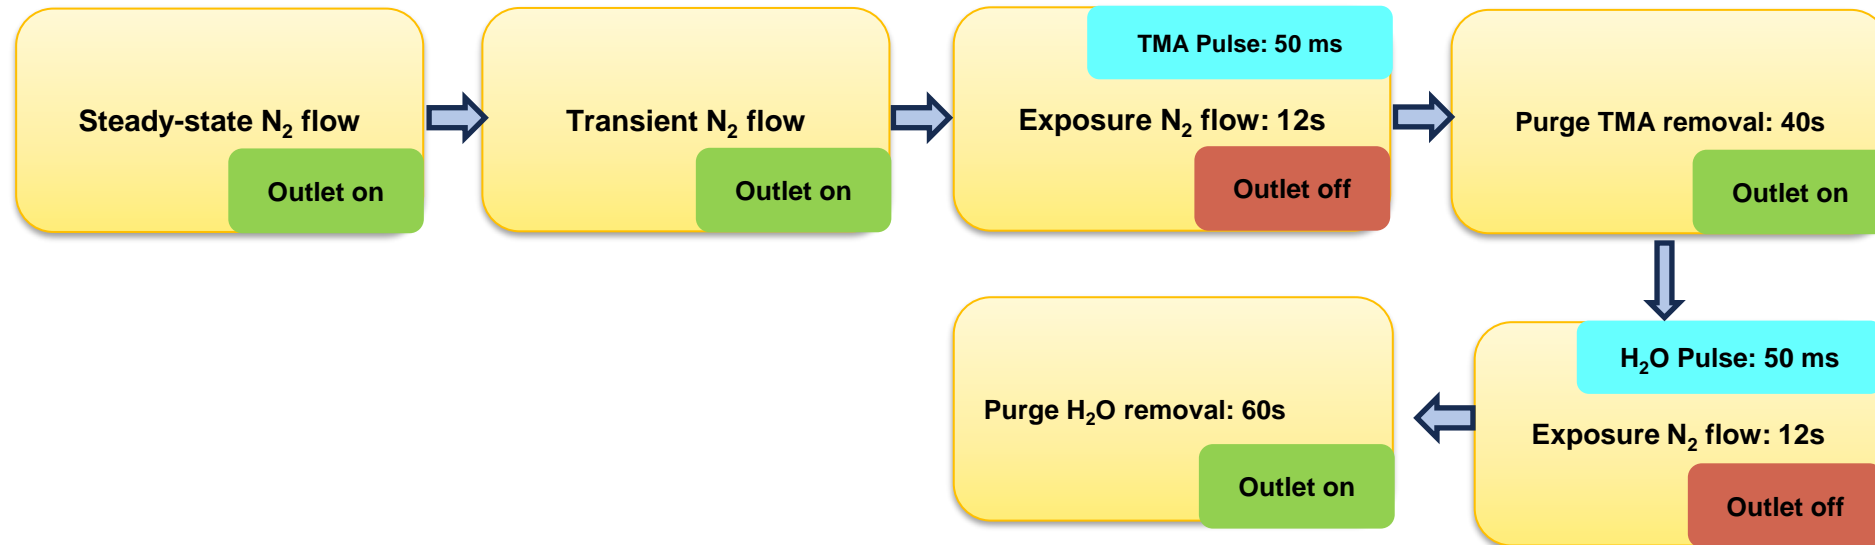 Steady-state N₂ flow
Outlet on
Transient N₂ flow
Outlet on
TMA Pulse: 50 ms
Exposure N₂ flow: 12s
Outlet off
Purge TMA removal: 40s
Outlet on
H₂O Pulse: 50 ms
Exposure N₂ flow: 12s
Outlet off
Purge H₂O removal: 60s
Outlet on